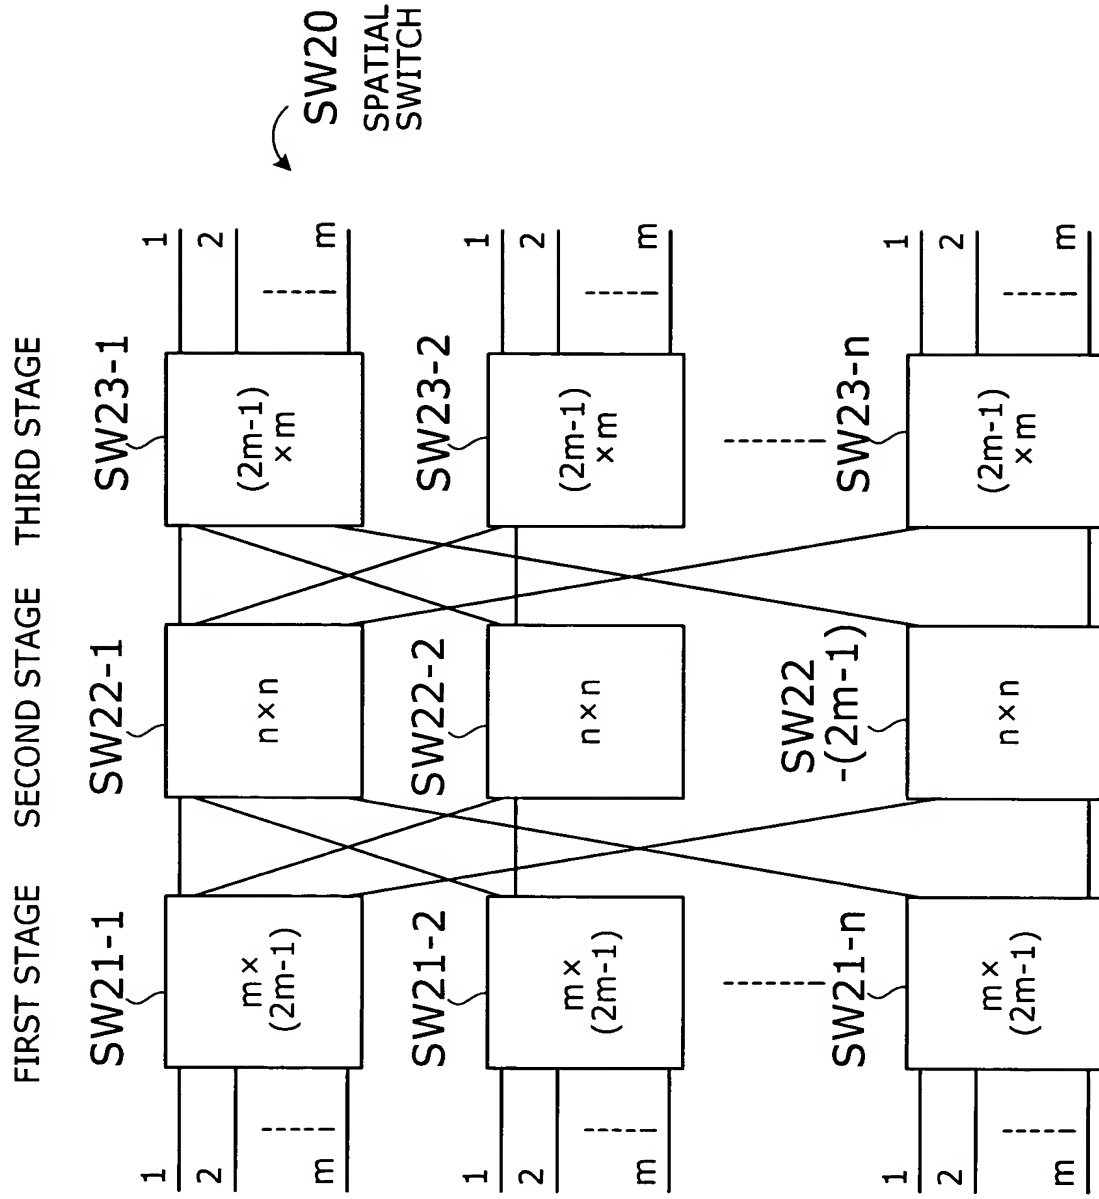 FIRST STAGE
SECOND STAGE
THIRD STAGE
SW20
SPATIAL
SWITCH
SW21-1
SW22-1
SW23-1
1
2
m
m×
(2m-1)
n×n
(2m-1)
×m
1
2
m
SW21-2
SW22-2
SW23-2
1
2
m
m×
(2m-1)
n×n
(2m-1)
×m
1
2
m
SW21-n
SW22
-(2m-1)
SW23-n
1
2
m
m×
(2m-1)
n×n
(2m-1)
×m
1
2
m